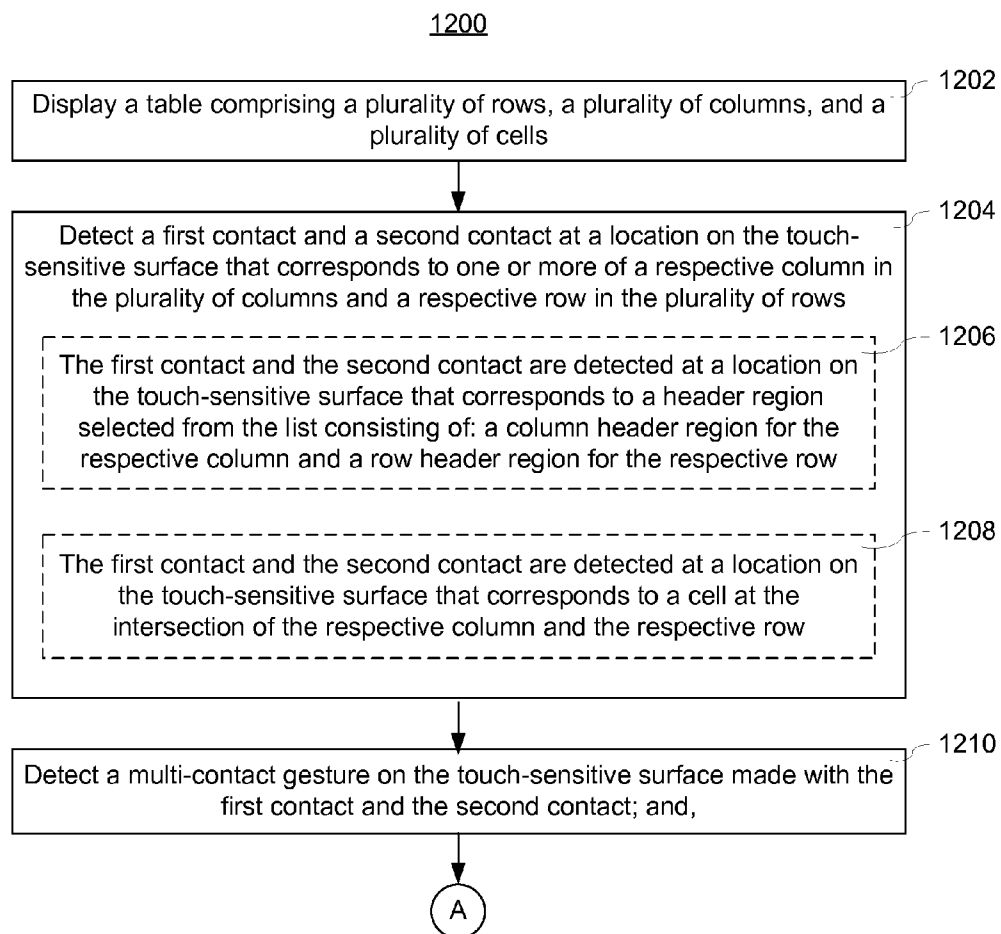 1200
1202
Display a table comprising a plurality of rows, a plurality of columns, and a
plurality of cells
1204
Detect a first contact and a second contact at a location on the touch-
sensitive surface that corresponds to one or more of a respective column in
the plurality of columns and a respective row in the plurality of rows
1206
The first contact and the second contact are detected at a location on
the touch-sensitive surface that corresponds to a header region
selected from the list consisting of: a column header region for the
respective column and a row header region for the respective row
1208
The first contact and the second contact are detected at a location on
the touch-sensitive surface that corresponds to a cell at the
intersection of the respective column and the respective row
1210
Detect a multi-contact gesture on the touch-sensitive surface made with the
first contact and the second contact; and,
A